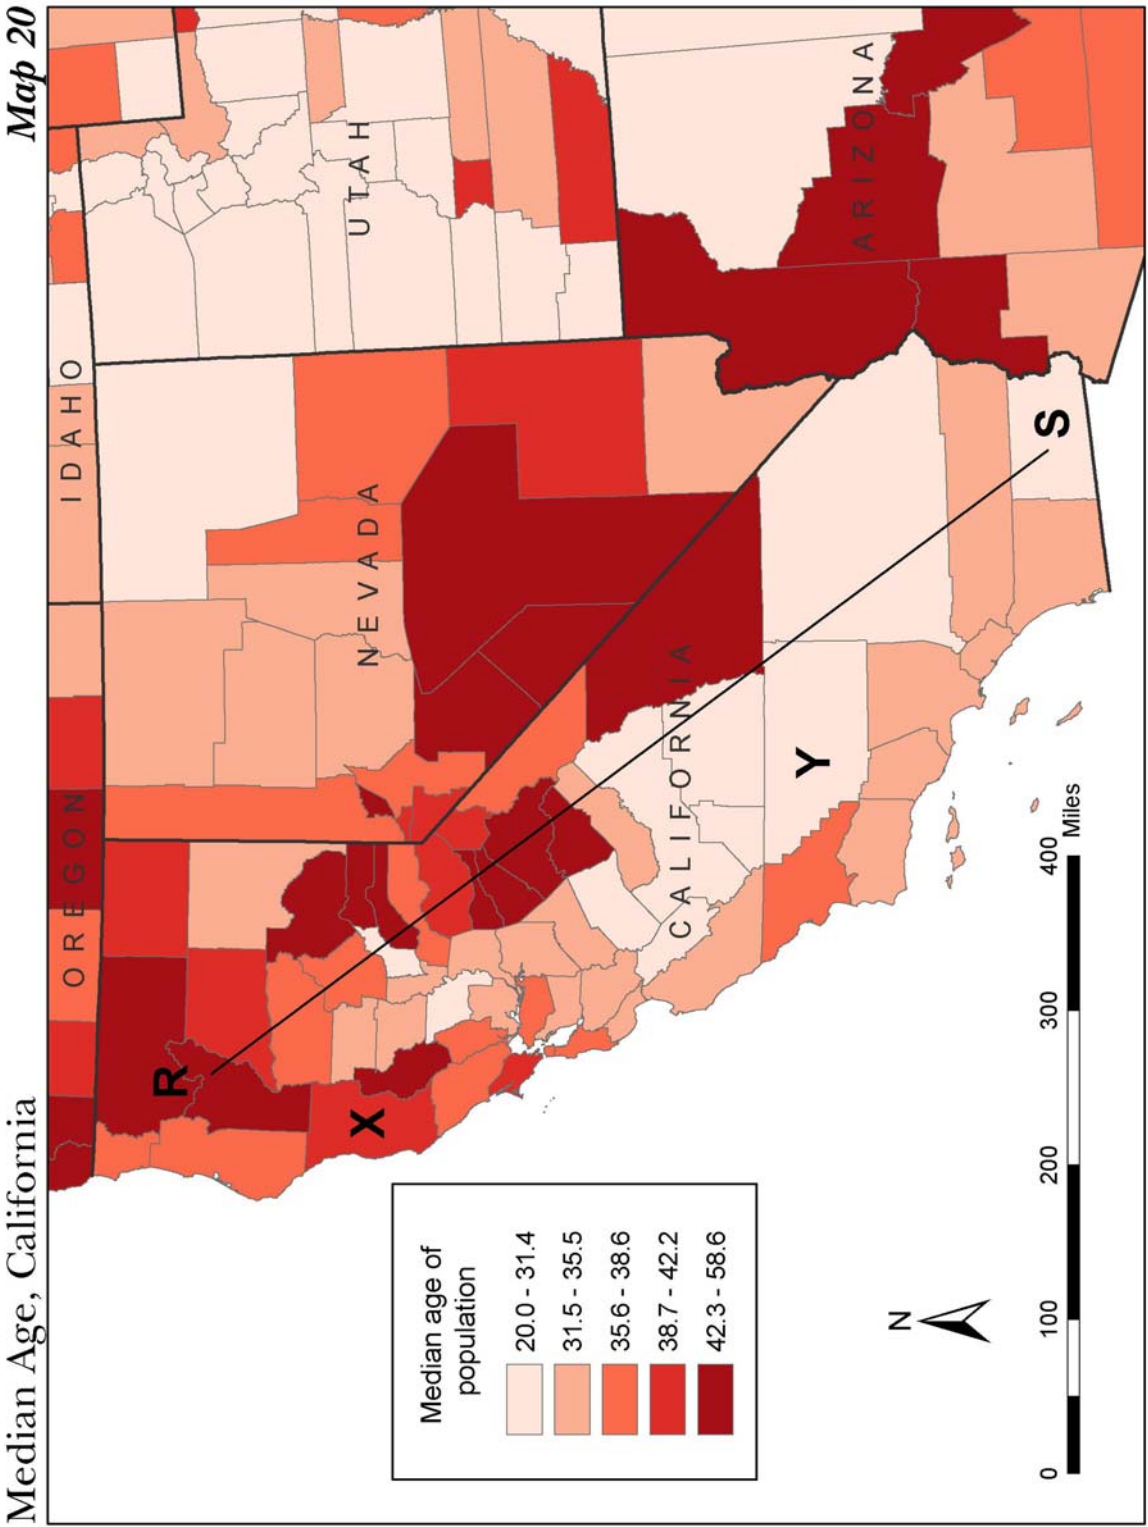 Median Age, California
Map 20
OREGON
IDAHO
NEVADA
UTAH
CALIFORNIA
ARIZONA
R
X
Y
S
Median age of
population
20.0 - 31.4
31.5 - 35.5
35.6 - 38.6
38.7 - 42.2
42.3 - 58.6
N
0 100 200 300 400
Miles